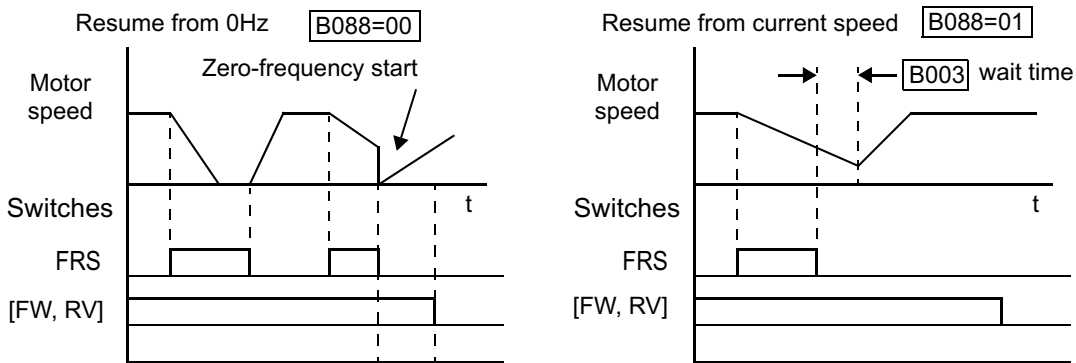 Resume from 0Hz B088=00
Zero-frequency start
Motor
speed
t
Switches
FRS
[FW, RV]
Resume from current speed B088=01
B003 wait time
Motor
speed
t
Switches
FRS
[FW, RV]